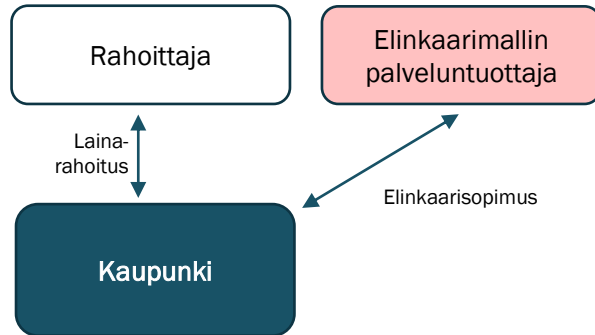 Rahoittaja
Elinkaarimallin
palveluntuottaja
Laina-
rahoitus
Elinkaarisopimus
Kaupunki